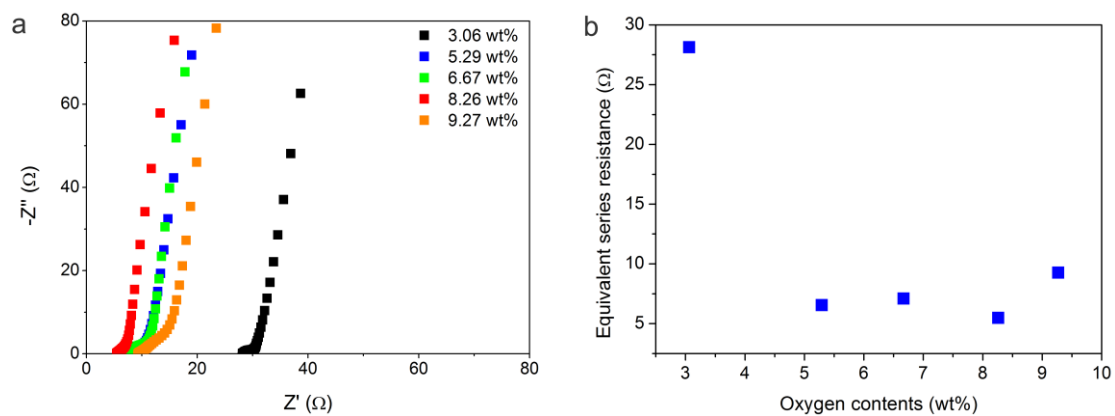 a
80
60
40
20
0
-Z'' (Ω)
0 20 40 60 80
Z' (Ω)
3.06 wt%
5.29 wt%
6.67 wt%
8.26 wt%
9.27 wt%
b
30
25
20
15
10
5
Equivalent series resistance (Ω)
3 4 5 6 7 8 9 10
Oxygen contents (wt%)